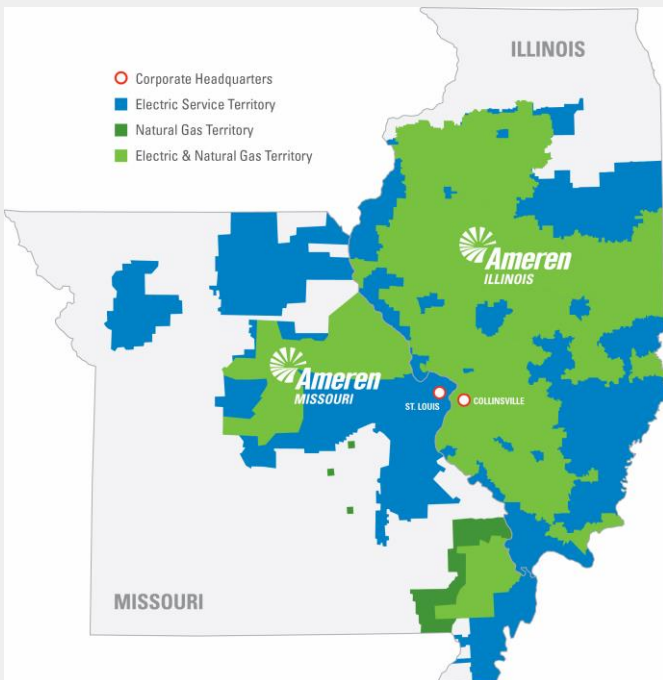 ILLINOIS
Corporate Headquarters
Electric Service Territory
Natural Gas Territory
Electric & Natural Gas Territory
Ameren
ILLINOIS
Ameren
MISSOURI
ST. LOUIS
COLLINSVILLE
MISSOURI